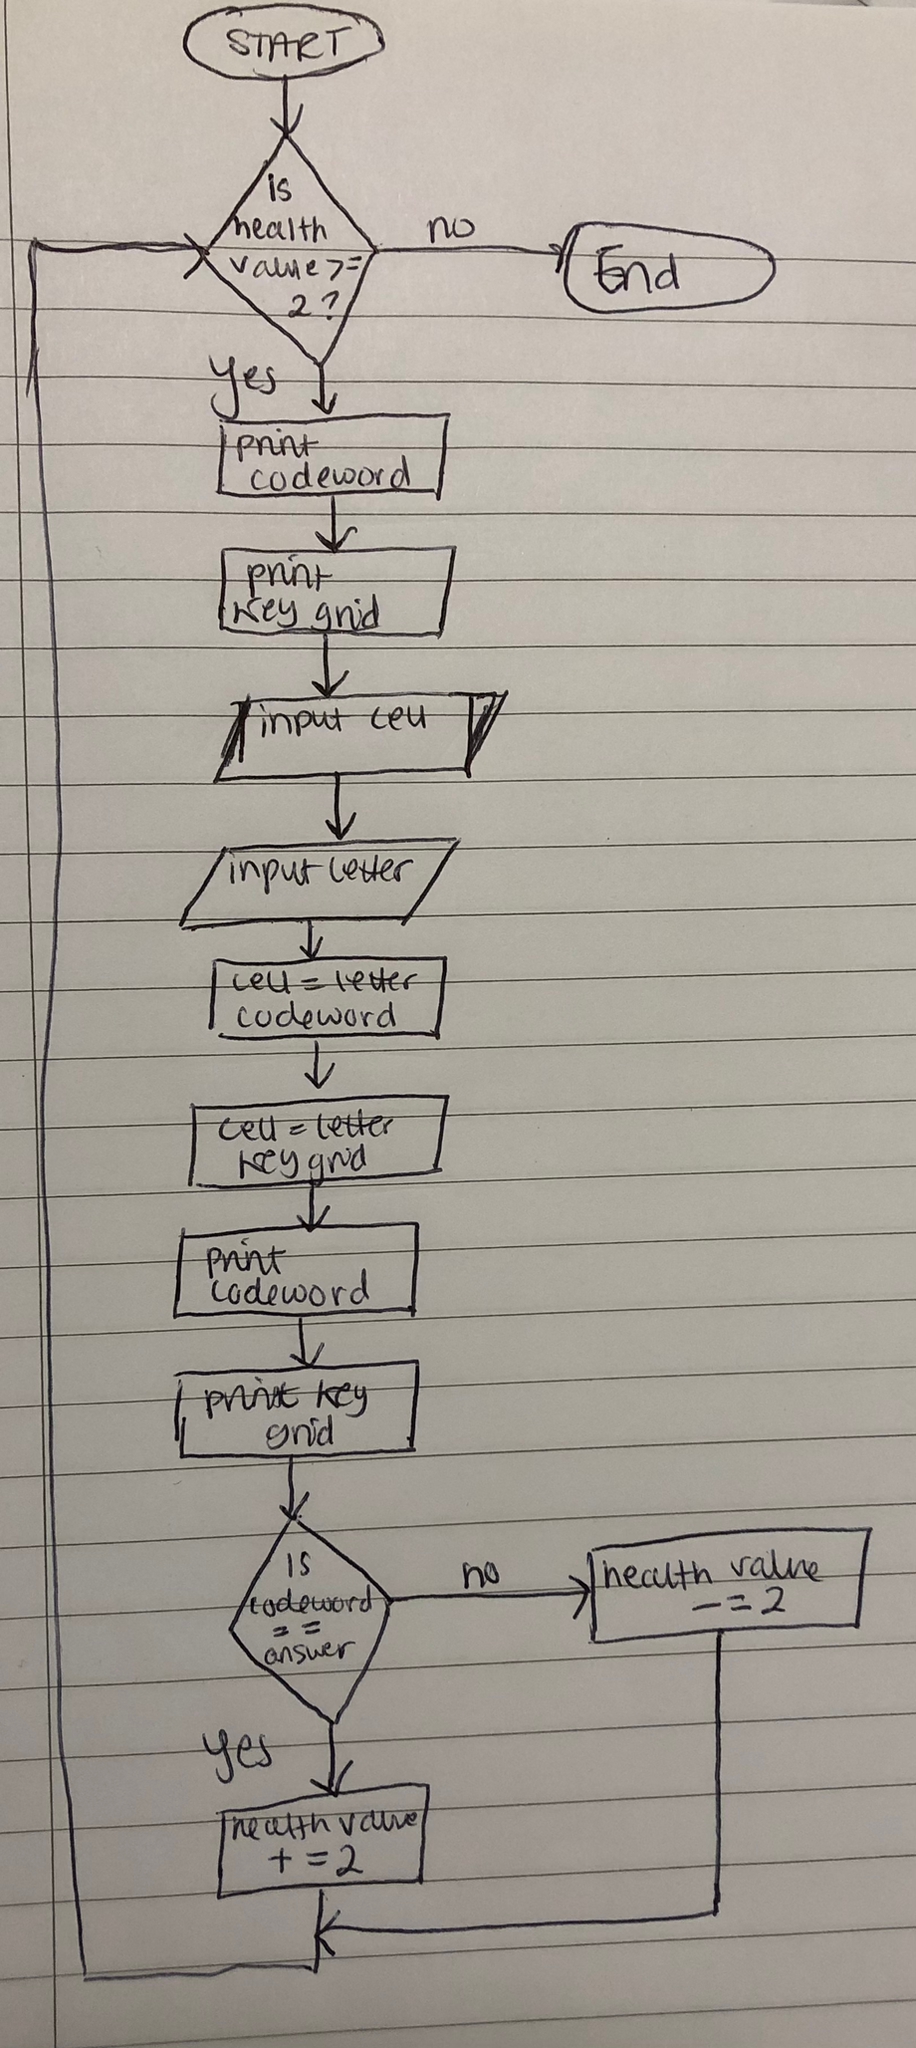 START
is
health
value >=
2 ?
no
End
Yes
print
codeword
print
key grid
input cell
input letter
cell = letter
codeword
cell = letter
key grid
print
codeword
print key
grid
is
codeword
= =
answer
no
health value
- = 2
Yes
health value
+ = 2